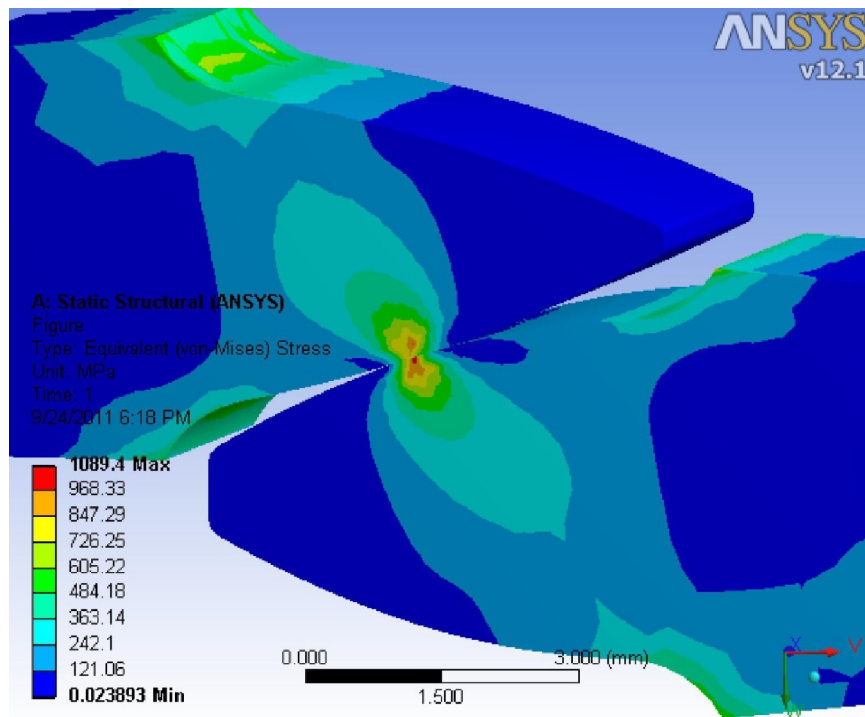 ANSYS
v12.1
A: Static Structural (ANSYS)
Figure
Type: Equivalent (von-Mises) Stress
Unit: MPa
Time: 1
9/24/2011 6:18 PM
1089.4 Max
968.33
847.29
726.25
605.22
484.18
363.14
242.1
121.06
0.023893 Min
0.000
3.000 (mm)
1.500
X